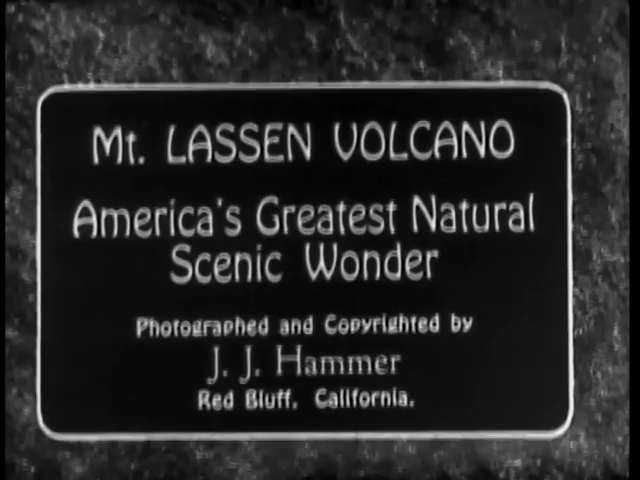 Mt. LASSEN VOLCANO
America's Greatest Natural
Scenic Wonder
Photographed and Copyrighted by
J. J. Hammer
Red Bluff, California.